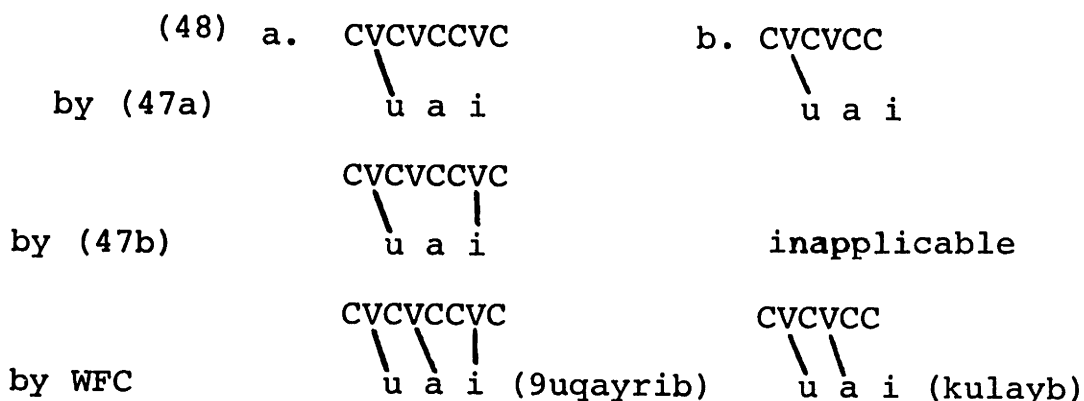 (48) a. CVCVCCVC b. CVCVCC
by (47a) u a i u a i
CVCVCCVC
by (47b) u a i inapplicable
CVCVCCVC CVCVCC
by WFC u a i (9uqayrib) u a i (kulayb)